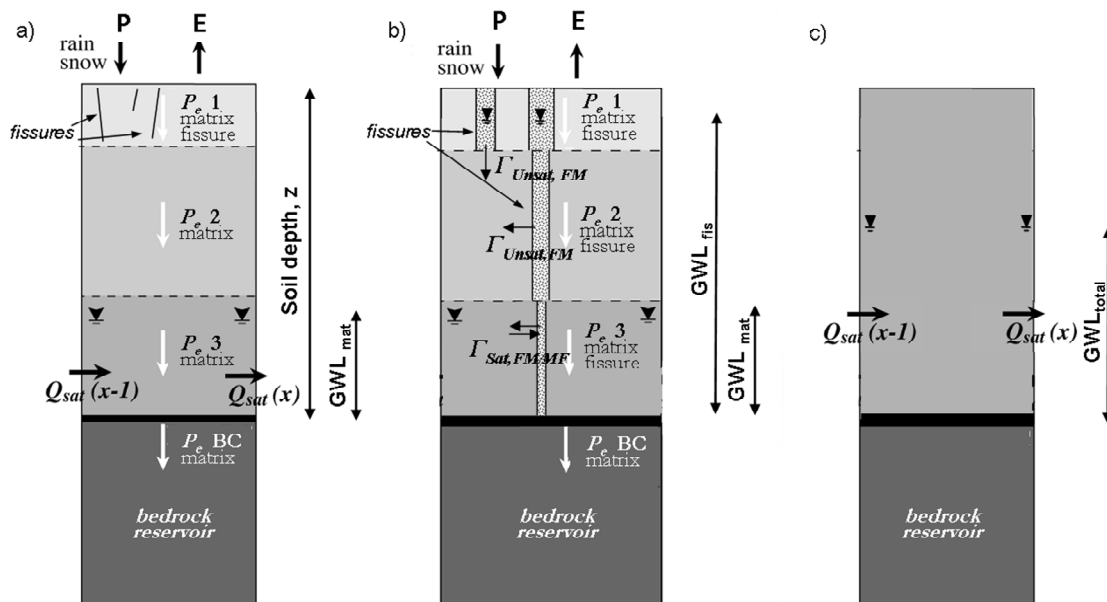 a)
P
E
rain
snow
fissures
Pe 1
matrix
fissure
Pe 2
matrix
Pe 3
matrix
Qsat (x-1)
Qsat (x)
Pe BC
matrix
bedrock
reservoir
Soil depth, z
GWL mat
b)
P
E
rain
snow
fissures
Pe 1
matrix
fissure
Γ Unsat, FM
Pe 2
matrix
fissure
Γ Unsat,FM
Pe 3
matrix
fissure
Γ Sat,FM/MF
Pe BC
matrix
bedrock
reservoir
GWL fis
GWL mat
c)
Qsat (x-1)
Qsat (x)
bedrock
reservoir
GWLtotal